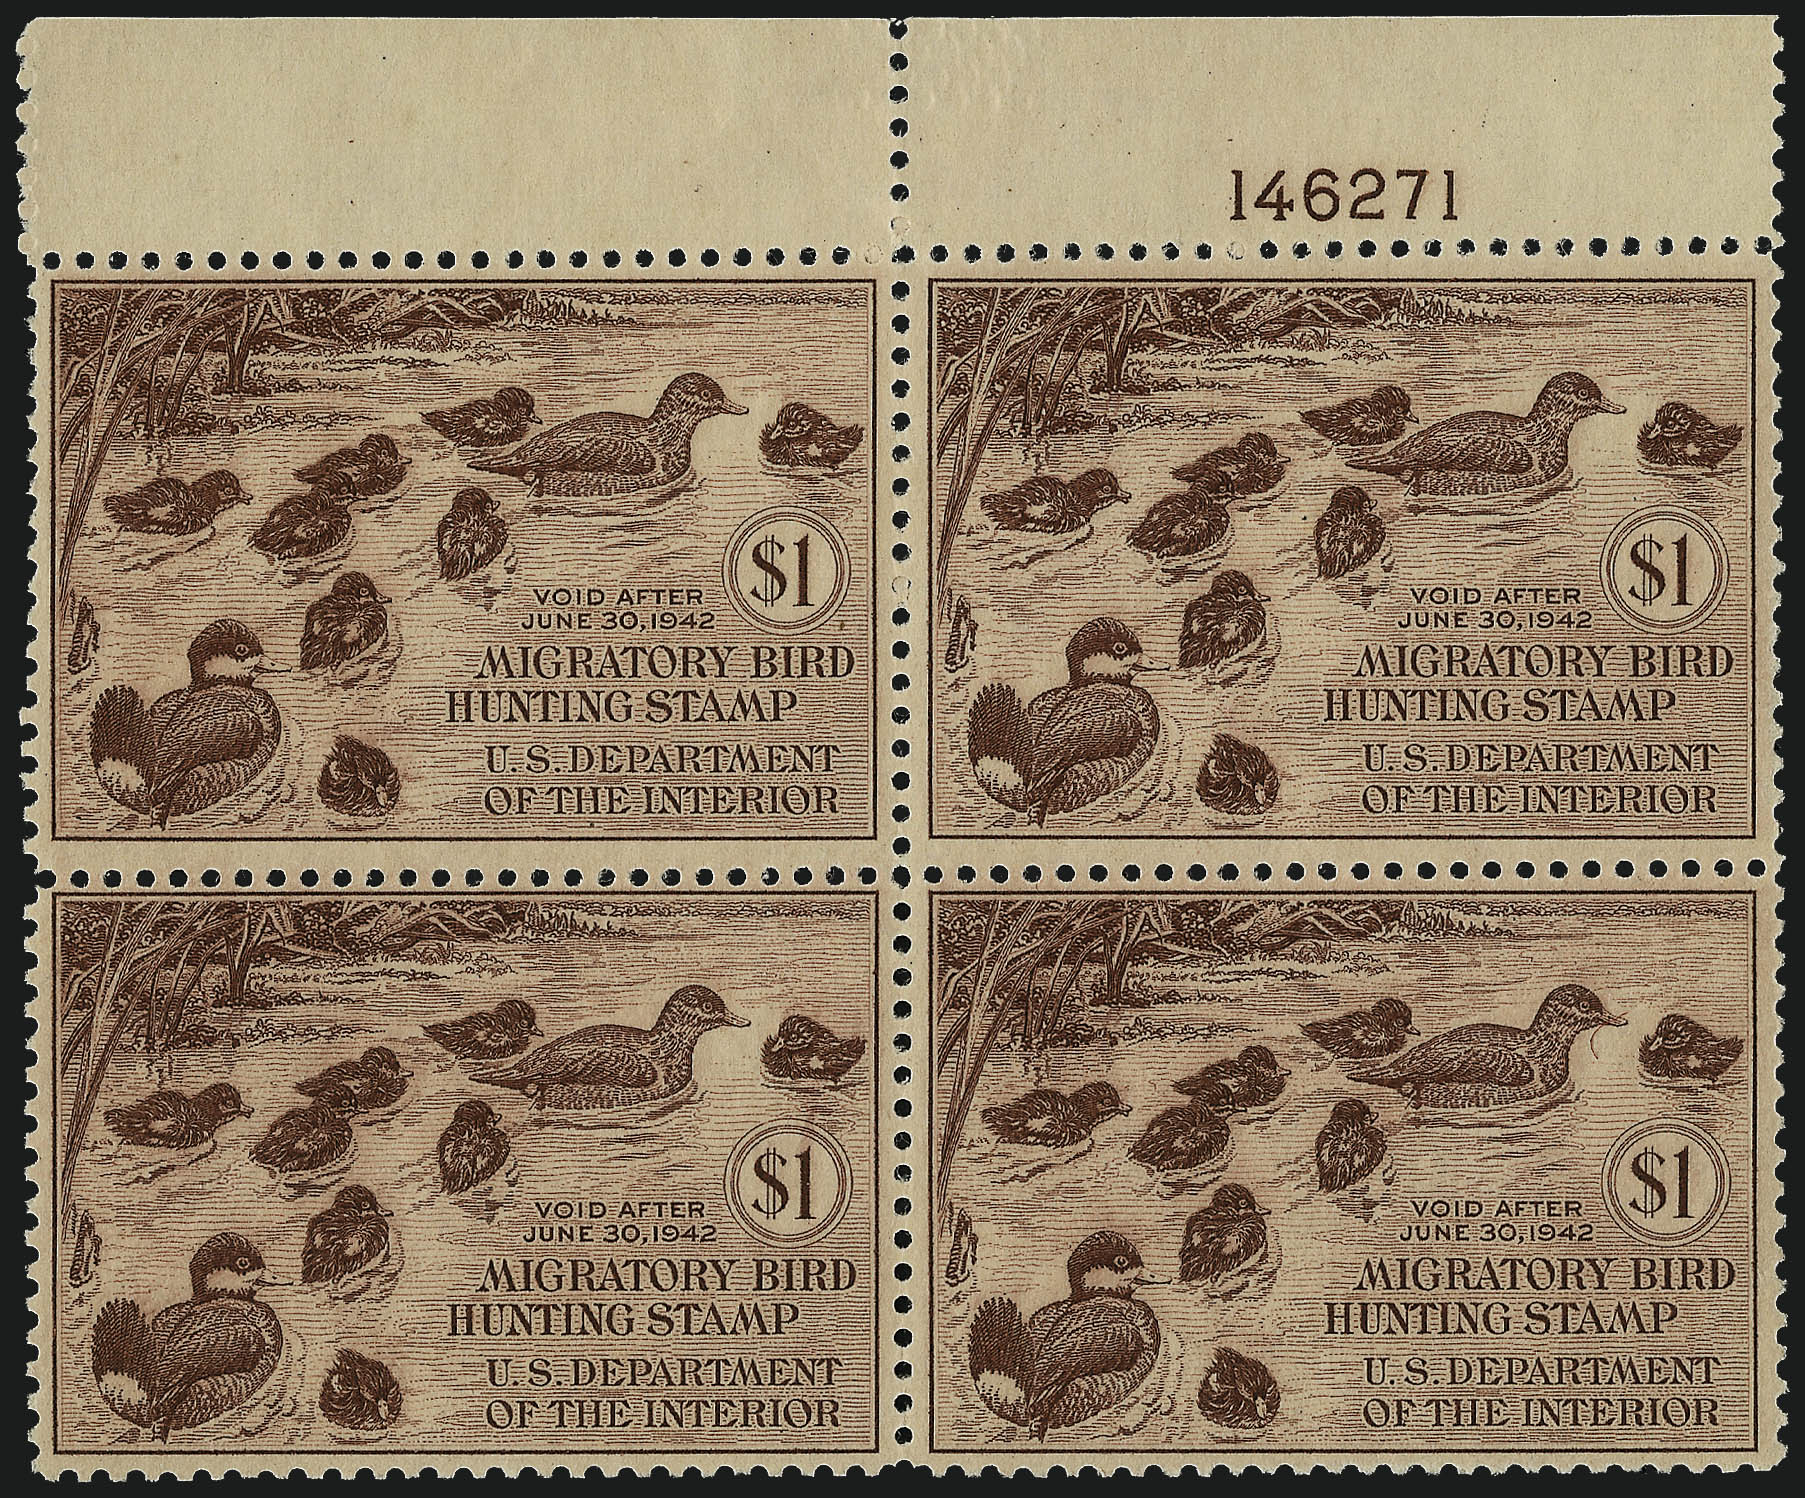 146271
$1
VOID AFTER
JUNE 30, 1942
MIGRATORY BIRD
HUNTING STAMP
U.S. DEPARTMENT
OF THE INTERIOR
$1
VOID AFTER
JUNE 30, 1942
MIGRATORY BIRD
HUNTING STAMP
U.S. DEPARTMENT
OF THE INTERIOR
$1
VOID AFTER
JUNE 30, 1942
MIGRATORY BIRD
HUNTING STAMP
U.S. DEPARTMENT
OF THE INTERIOR
$1
VOID AFTER
JUNE 30, 1942
MIGRATORY BIRD
HUNTING STAMP
U.S. DEPARTMENT
OF THE INTERIOR